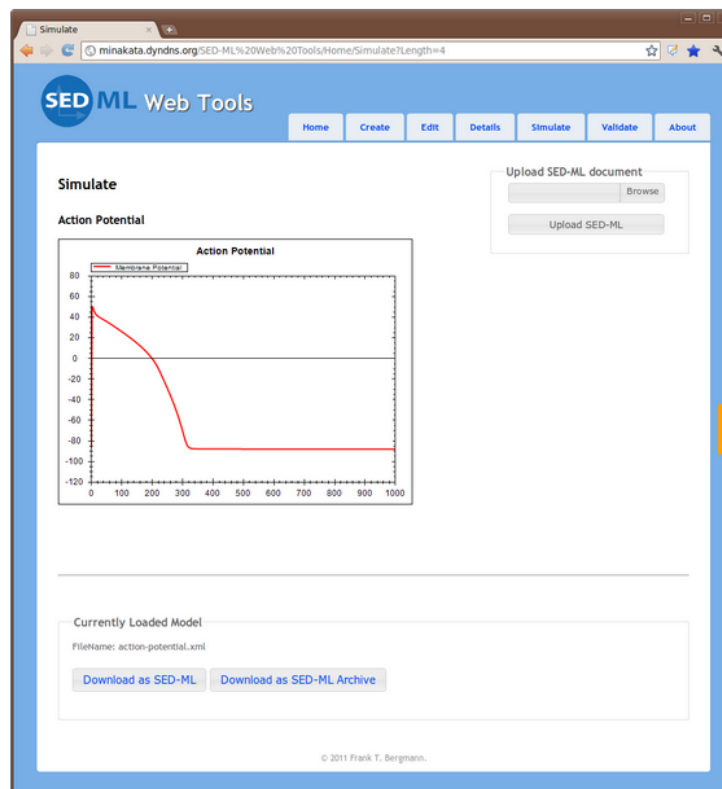 Simulate
minakata.dyndns.org/SED-ML%20Web%20Tools/Home/Simulate?Length=4
SED ML Web Tools
Home Create Edit Details Simulate Validate About
Upload SED-ML document
Browse
Upload SED-ML
Simulate
Action Potential
Action Potential
Membrane Potential
80
60
40
20
0
-20
-40
-60
-80
-100
-120
0 100 200 300 400 500 600 700 800 900 1000
Currently Loaded Model
FileName: action-potential.xml
Download as SED-ML Download as SED-ML Archive
© 2011 Frank T. Bergmann.